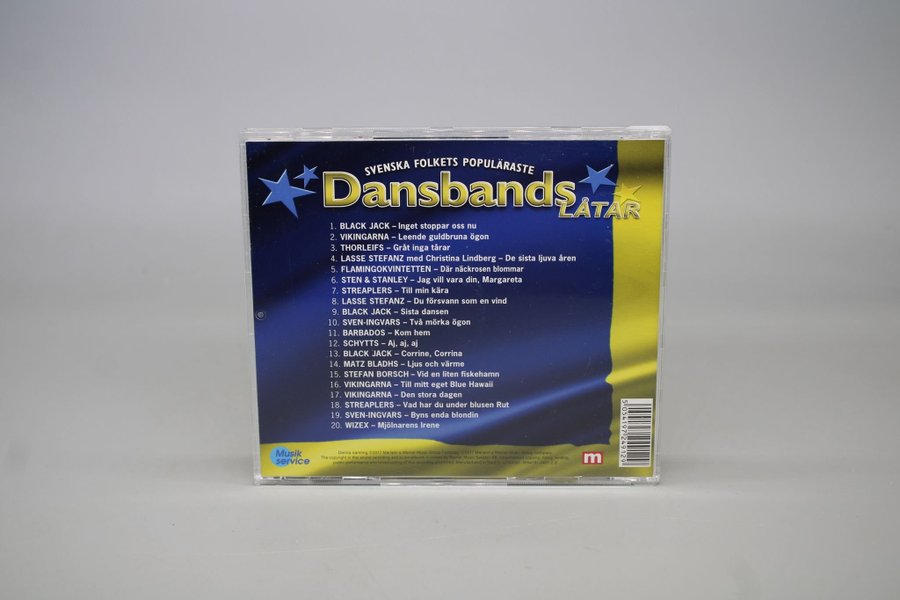 SVENSKA FOLKETS POPULÄRASTE
Dansbands
LÅTAR
1. BLACK JACK – Inget stoppar oss nu
2. VIKINGARNA – Leende guldbruna ögon
3. THORLEIFS – Gråt inga tårar
4. LASSE STEFANZ med Christina Lindberg – De sista ljuva åren
5. FLAMINGOKVINTETTEN – Där näckrosen blommar
6. STEN & STANLEY – Jag vill vara din, Margareta
7. STREAPLERS – Till min kära
8. LASSE STEFANZ – Du försvann som en vind
9. BLACK JACK – Sista dansen
10. SVEN-INGVARS – Två mörka ögon
11. BARBADOS – Kom hem
12. SCHYTTS – Aj, aj, aj
13. BLACK JACK – Corrine, Corrina
14. MATZ BLADHS – Ljus och värme
15. STEFAN BORSCH – Vid en liten fiskehamn
16. VIKINGARNA – Till mitt eget Blue Hawaii
17. VIKINGARNA – Den stora dagen
18. STREAPLERS – Vad har du under blusen Rut
19. SVEN-INGVARS – Byns enda blondin
20. WIZEX – Mjölnarens Irene
Musik
service
m
5054197249129